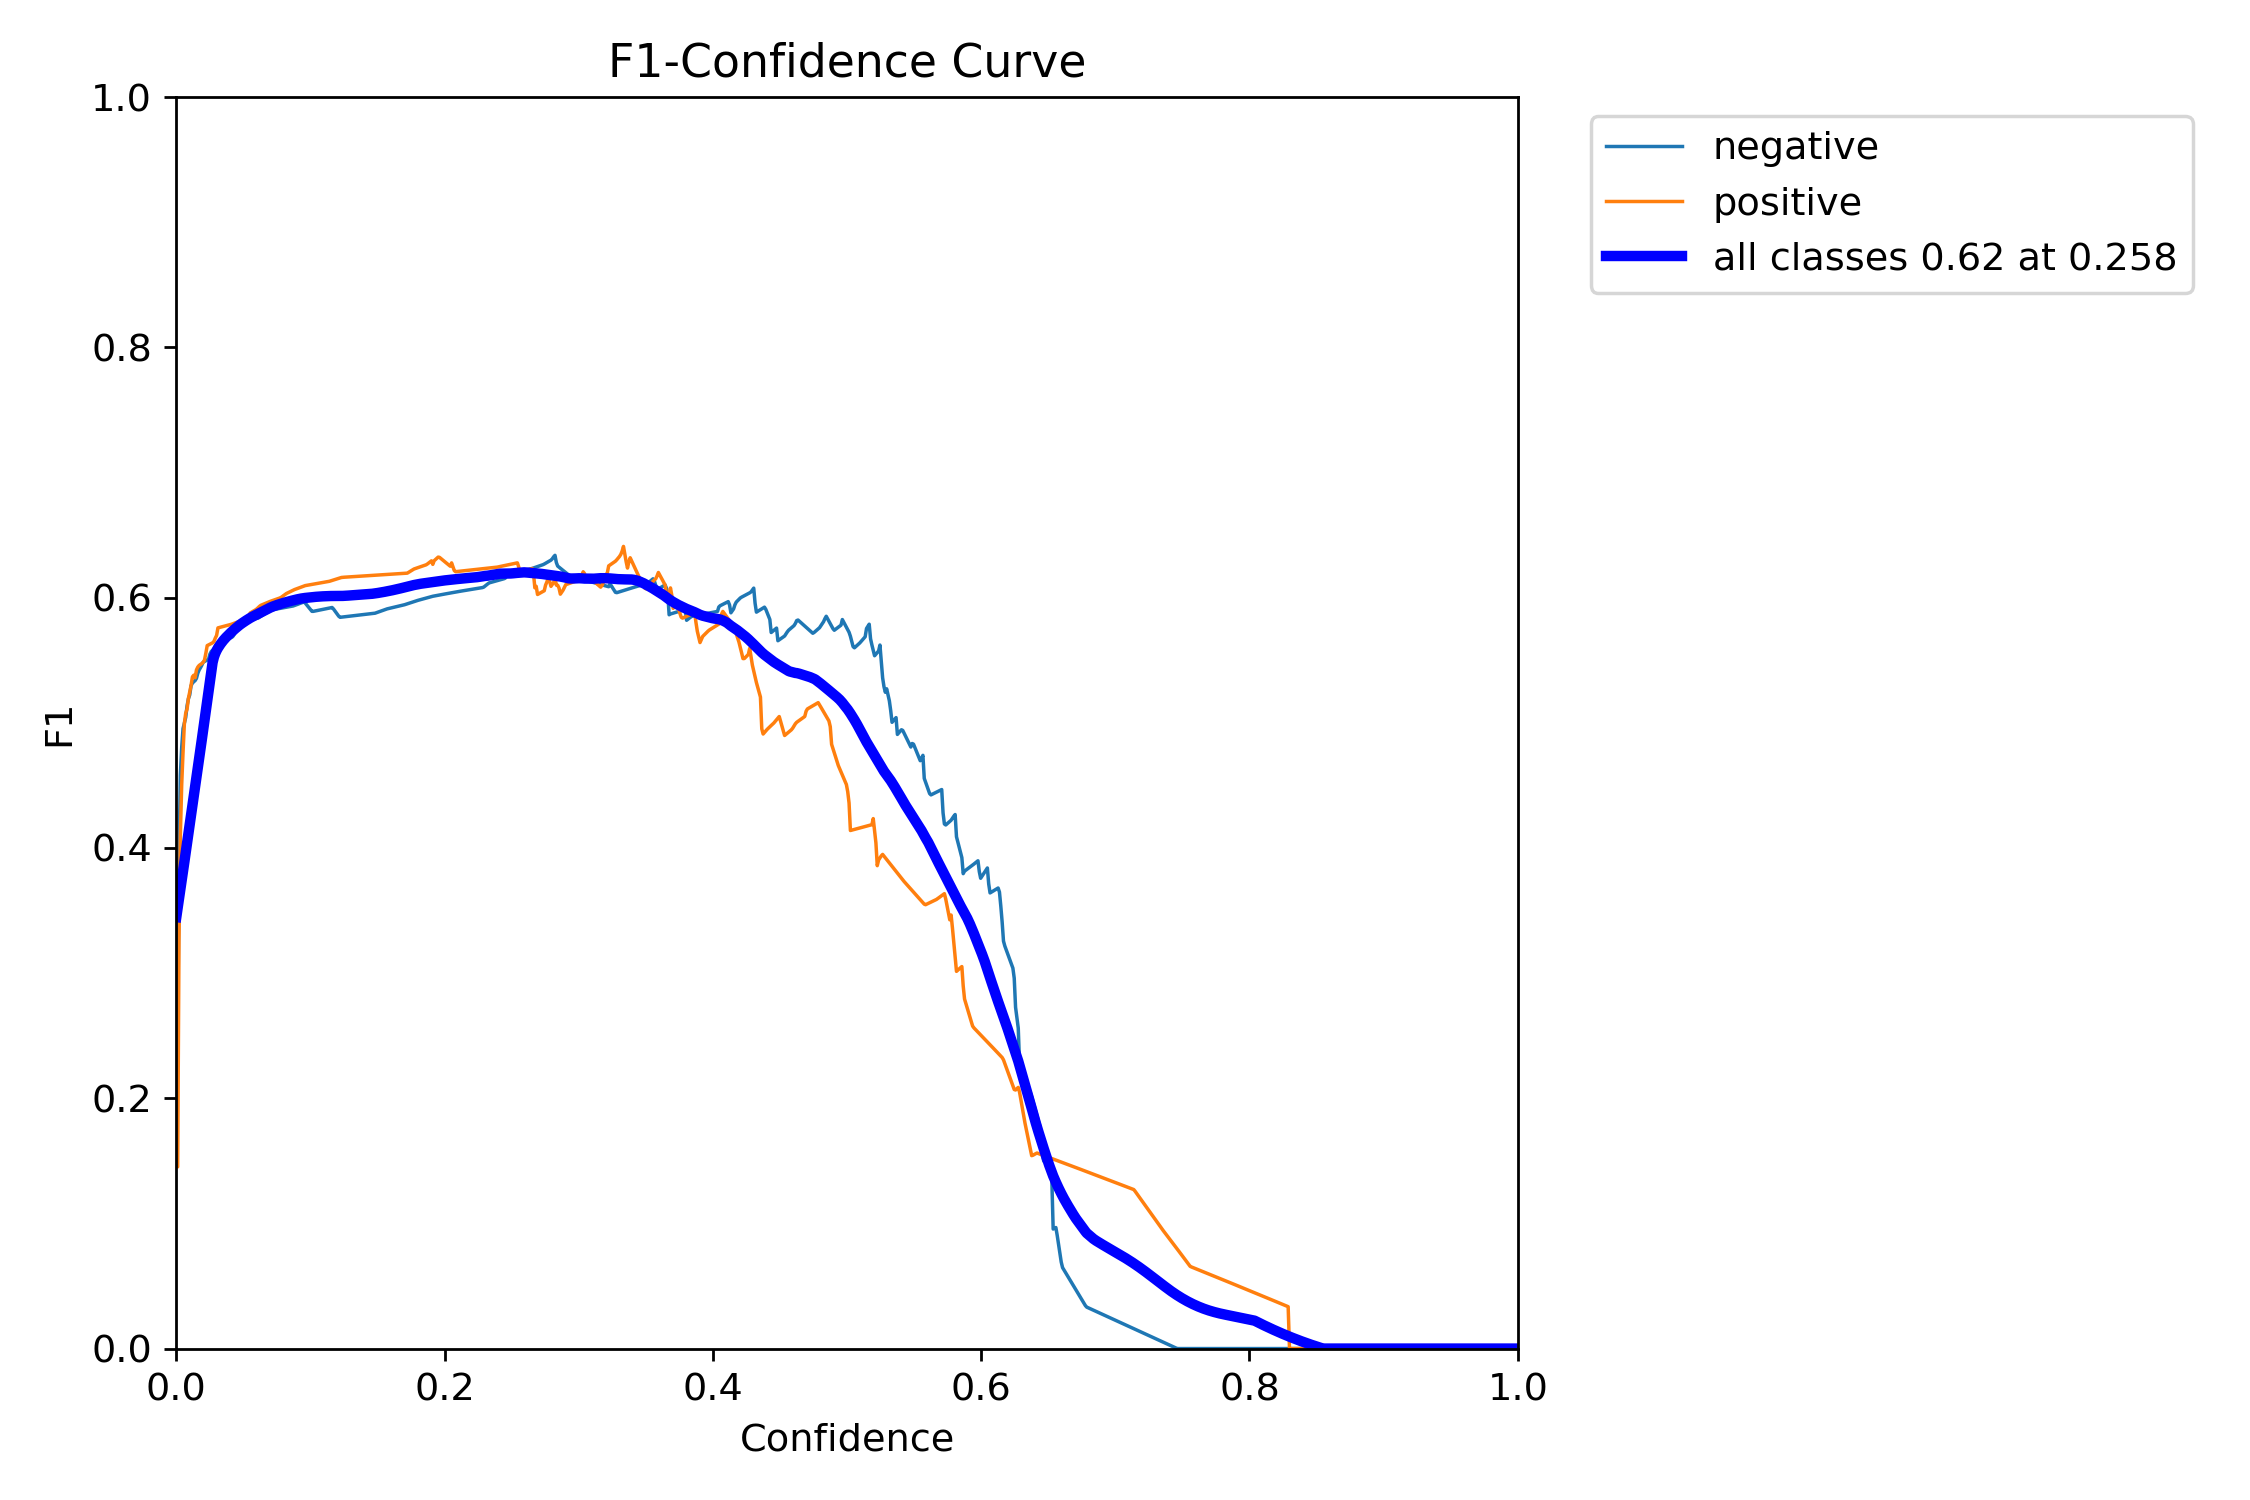 F1-Confidence Curve
1.0
0.8
0.6
0.4
0.2
0.0
F1
0.0 0.2 0.4 0.6 0.8 1.0
Confidence
negative
positive
all classes 0.62 at 0.258